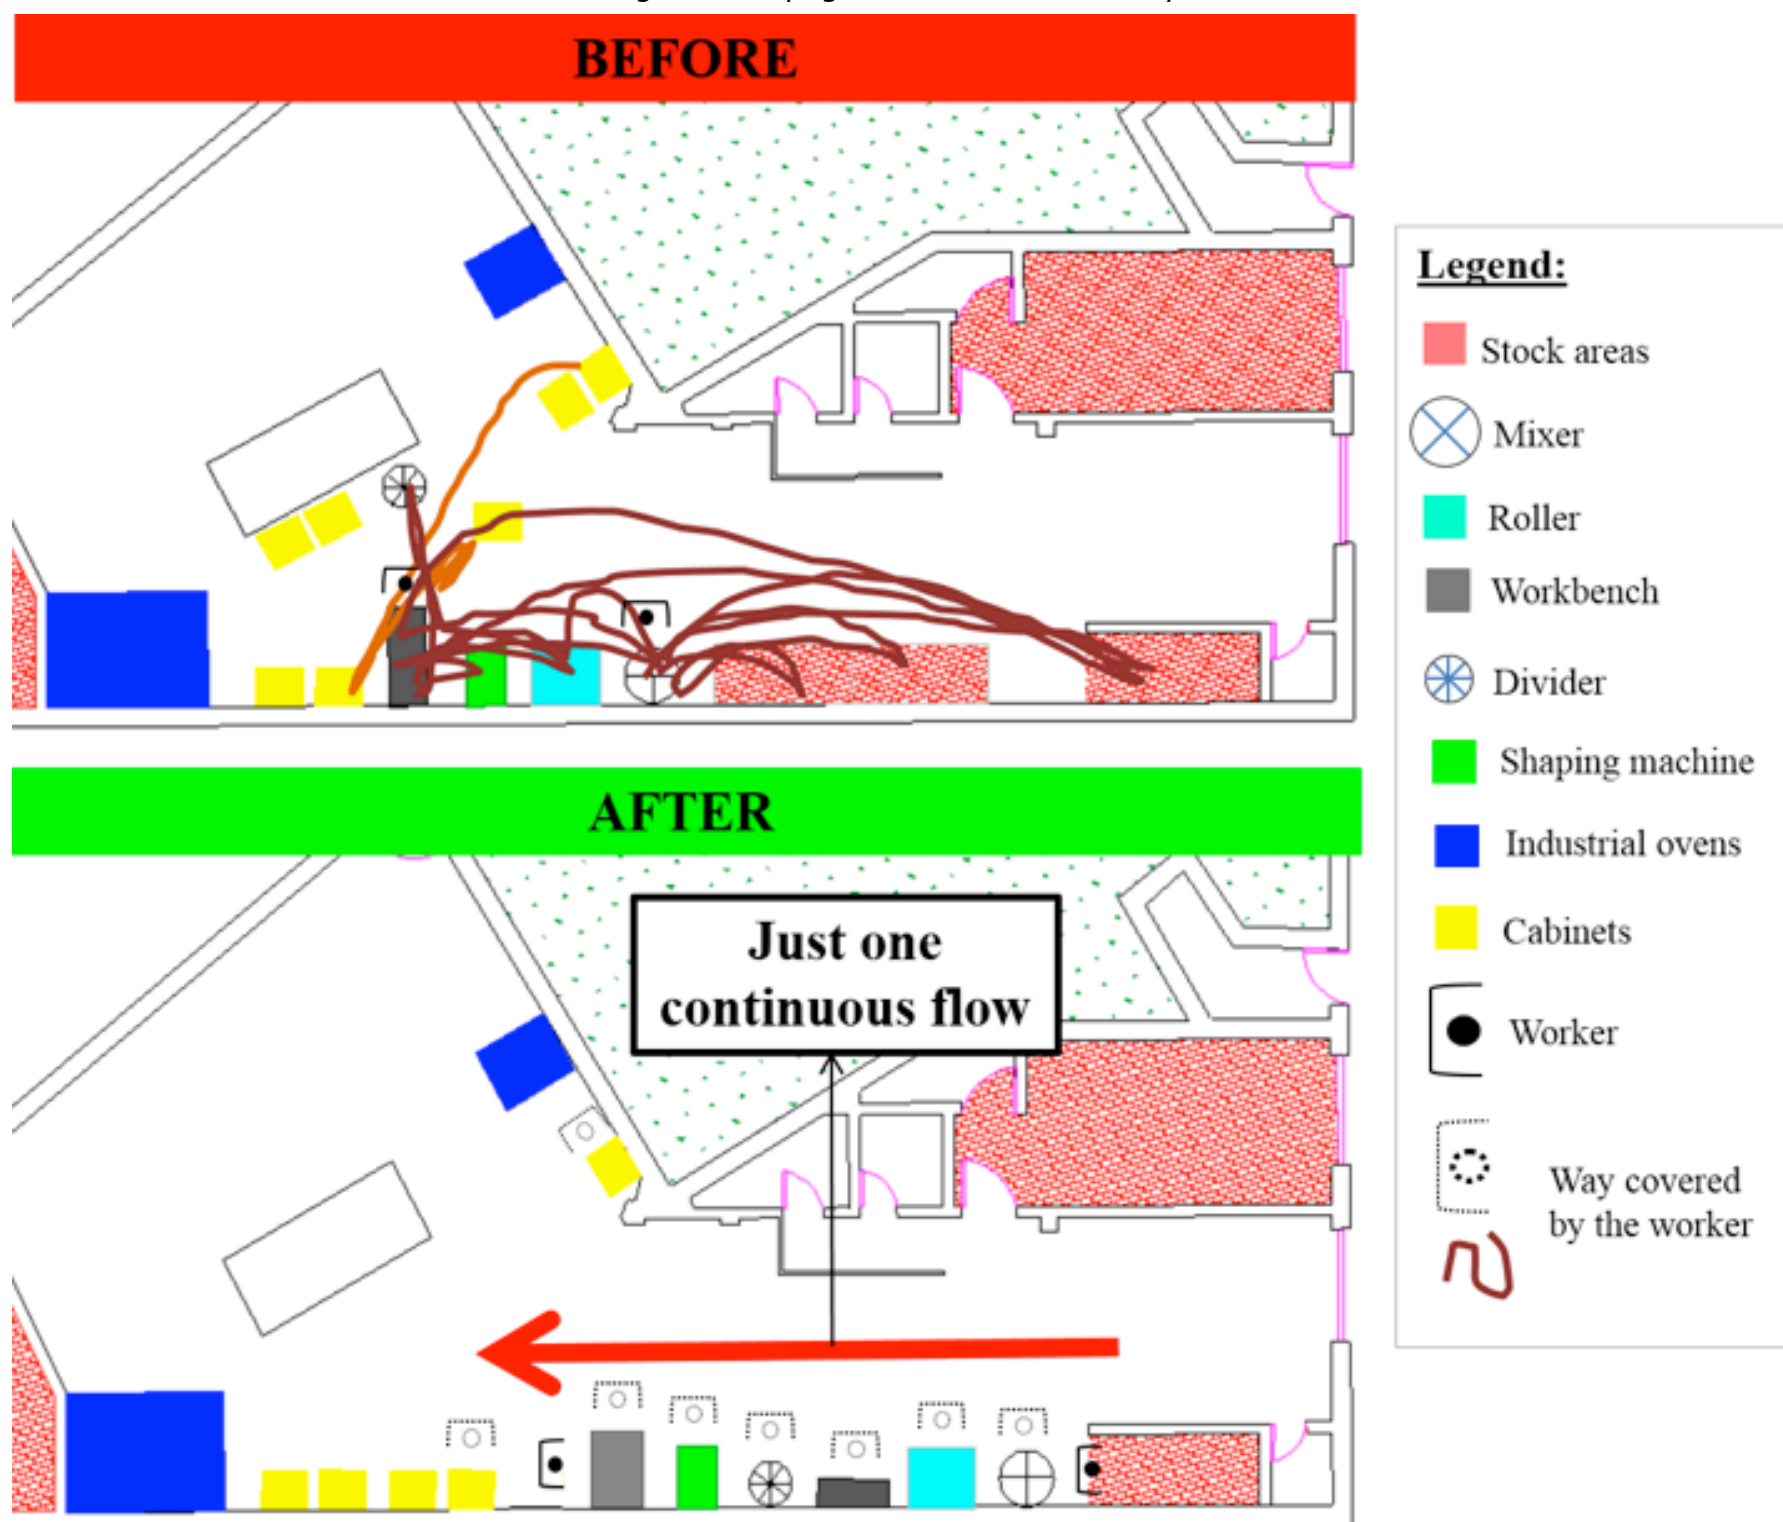 BEFORE
Legend:
Stock areas
Mixer
Roller
Workbench
Divider
Shaping machine
Industrial ovens
Cabinets
Worker
Way covered
by the worker
AFTER
Just one
continuous flow